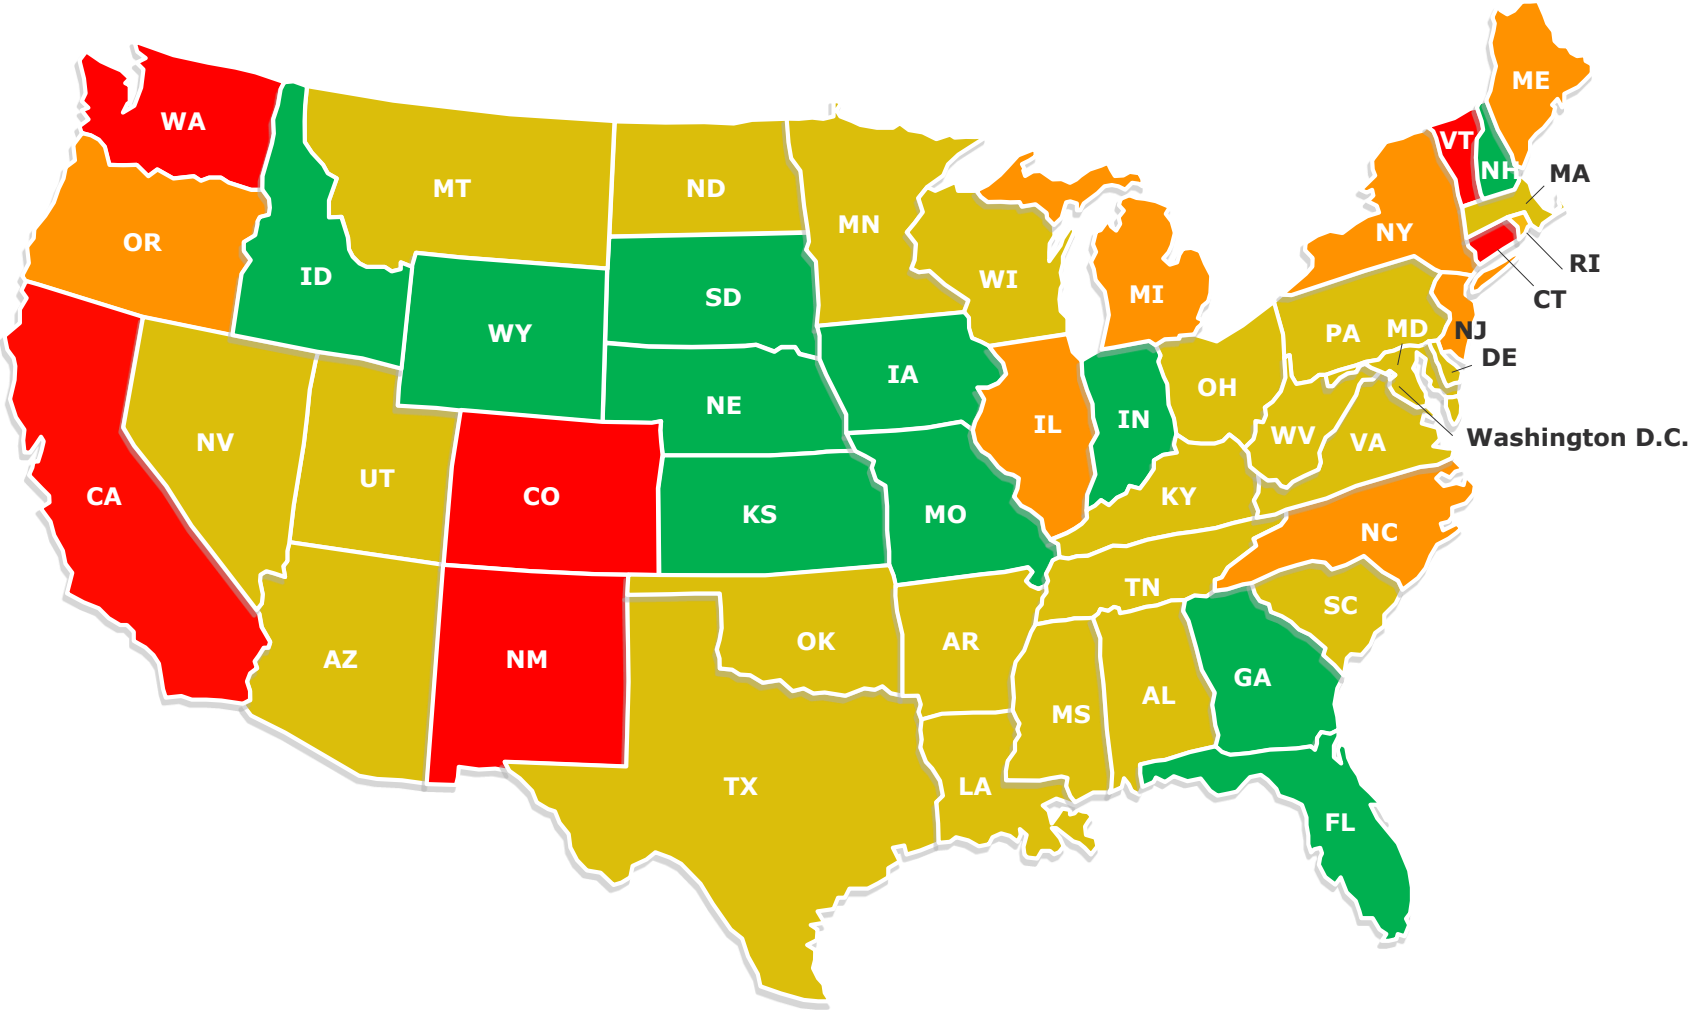 ME
WA
VT
NH
MA
MT
ND
MN
NY
OR
RI
ID
WI
SD
MI
CT
WY
PA
MD
NJ
DE
IA
OH
NE
IN
IL
WV
VA
Washington D.C.
NV
UT
CA
CO
KY
KS
MO
NC
TN
SC
OK
AR
AZ
NM
GA
AL
MS
TX
LA
FL